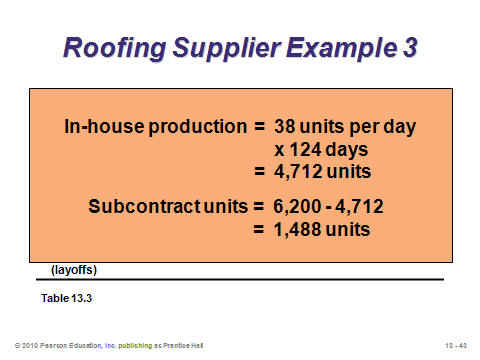 Roofing Supplier Example 3
In-house production = 38 units per day
x 124 days
= 4,712 units
Subcontract units = 6,200 - 4,712
= 1,488 units
(layoffs)
Table 13.3
© 2010 Pearson Education, Inc. publishing as Prentice Hall
13 - 43